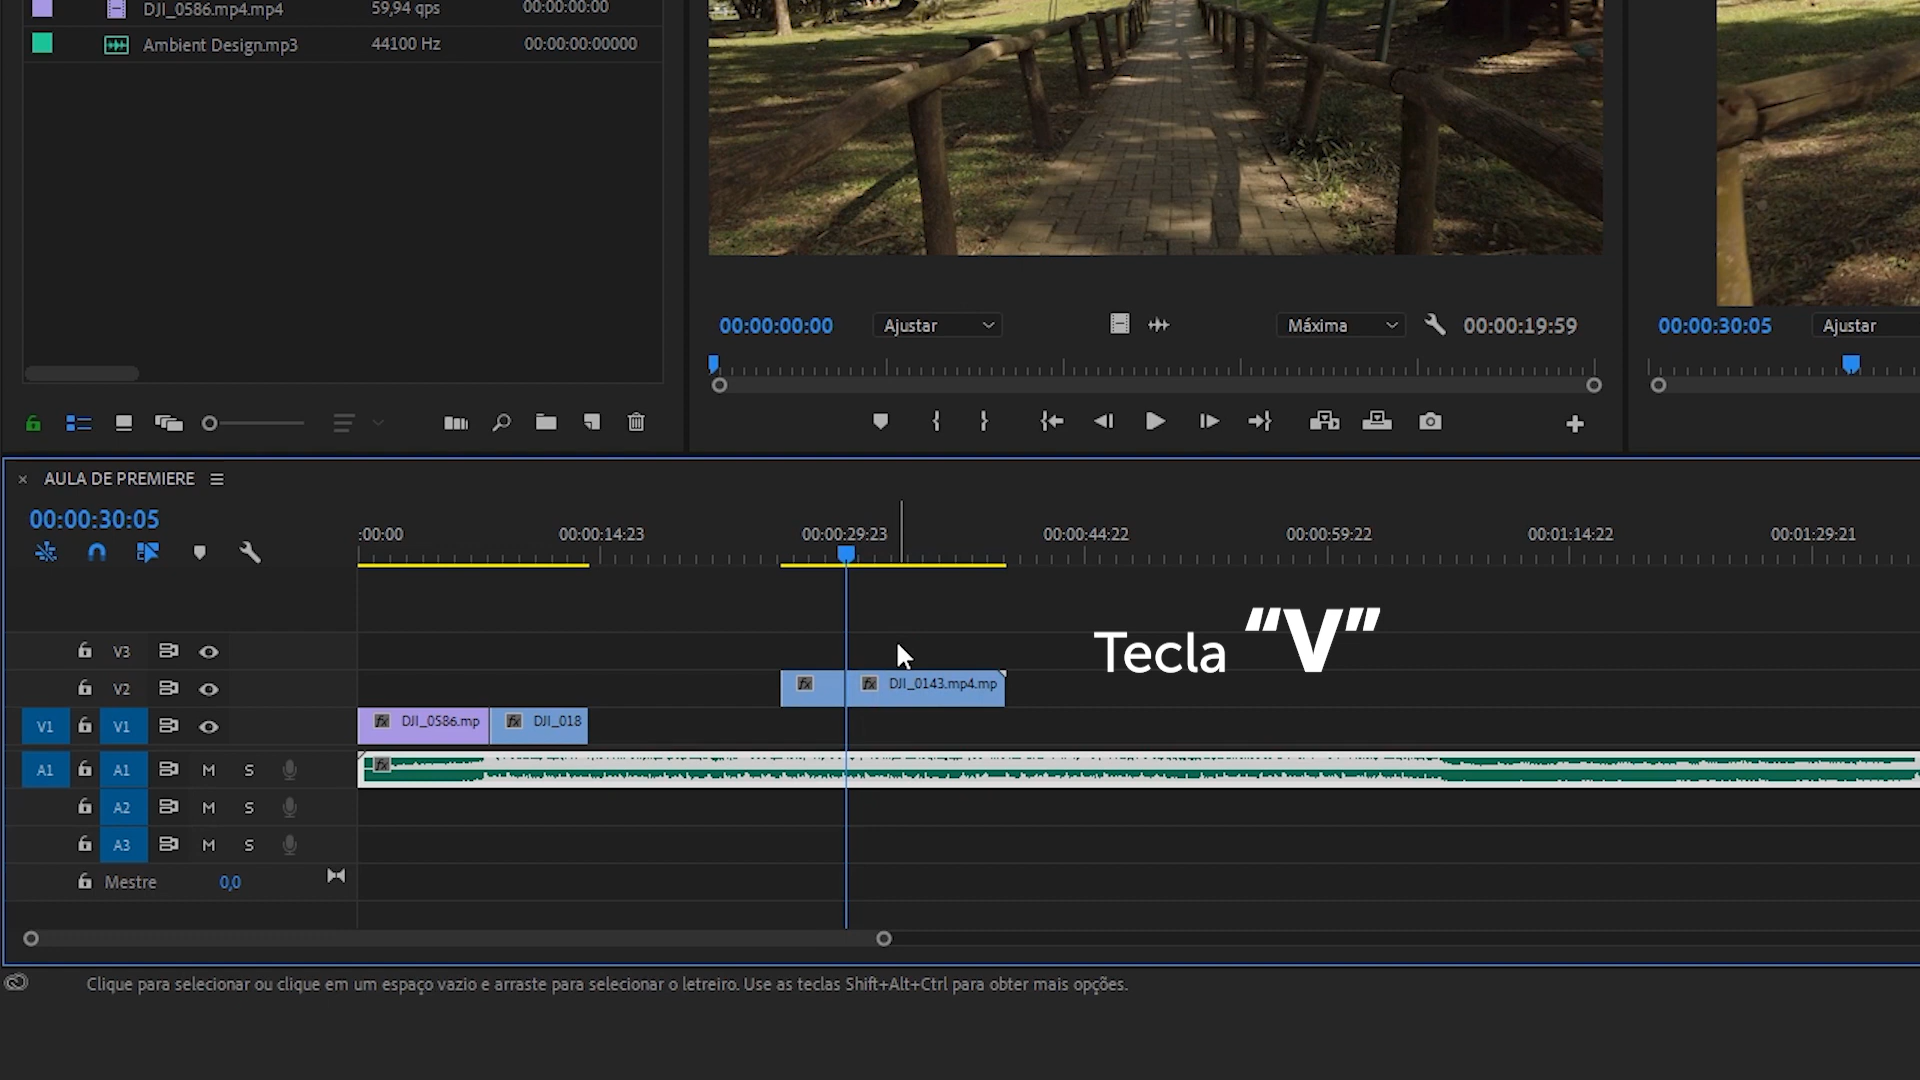 DJI_0586.mp4.mp4 59,94 qps 00:00:00:00
Ambient Design.mp3 44100 Hz 00:00:00:00000
00:00:00:00 Ajustar Máxima 00:00:19:59 00:00:30:05 Ajustar
AULA DE PREMIERE
00:00:30:05
:00:00 00:00:14:23 00:00:29:23 00:00:44:22 00:00:59:22 00:01:14:22 00:01:29:21
Tecla “V”
V3
V2 fx fx DJI_0143.mp4.mp
V1 V1 fx DJI_0586.mp fx DJI_018
A1 A1 M S fx
A2 M S
A3 M S
Mestre 0,0
Clique para selecionar ou clique em um espaço vazio e arraste para selecionar o letreiro. Use as teclas Shift+Alt+Ctrl para obter mais opções.